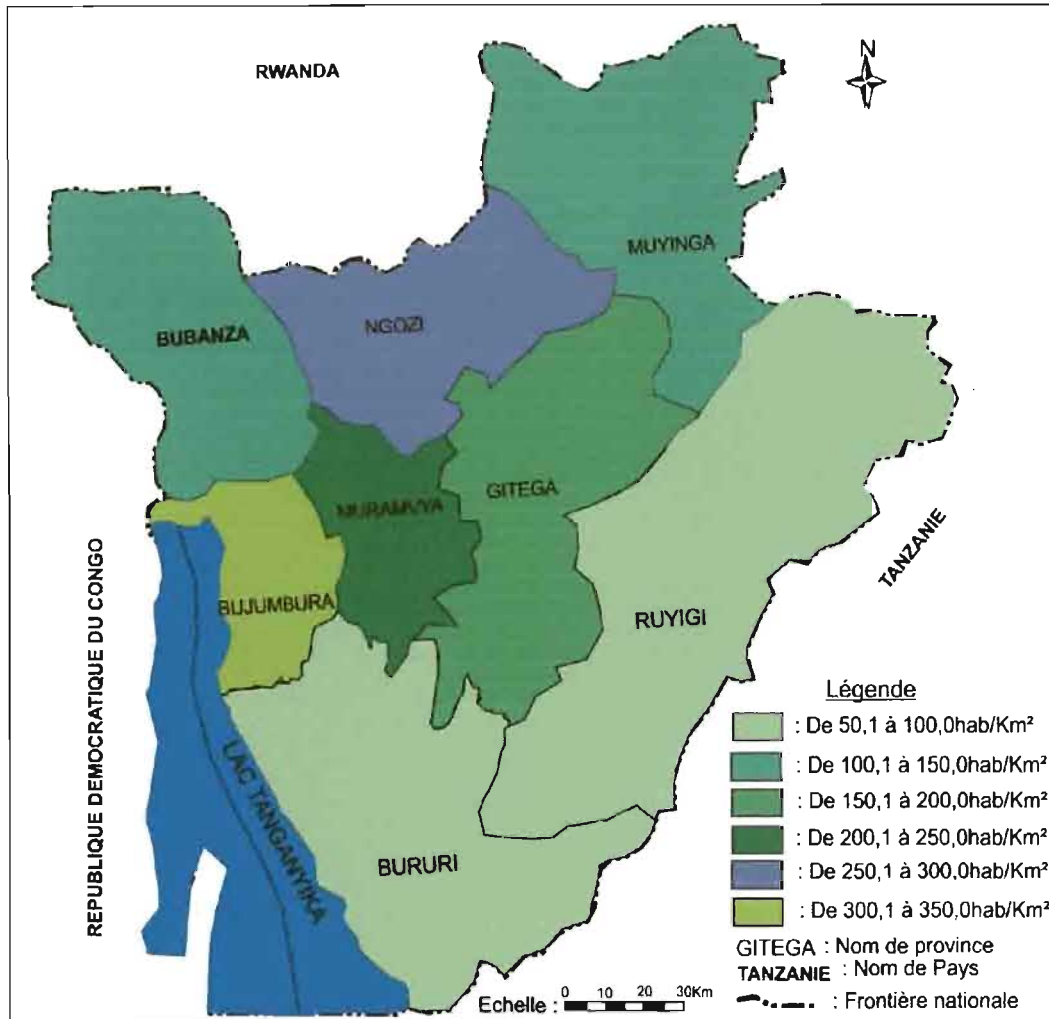 RWANDA
N
MUYINGA
NGOZI
BUBANZA
GITEGA
MURAMVYA
BUJUMBURA
RUYIGI
TANZANIE
REPUBLIQUE DEMOCRATIQUE DU CONGO
LAC TANGANYIKA
BURURI
Légende
: De 50,1 à 100,0hab/Km²
: De 100,1 à 150,0hab/Km²
: De 150,1 à 200,0hab/Km²
: De 200,1 à 250,0hab/Km²
: De 250,1 à 300,0hab/Km²
: De 300,1 à 350,0hab/Km²
GITEGA : Nom de province
TANZANIE : Nom de Pays
: Frontière nationale
Echelle : 0 10 20 30Km